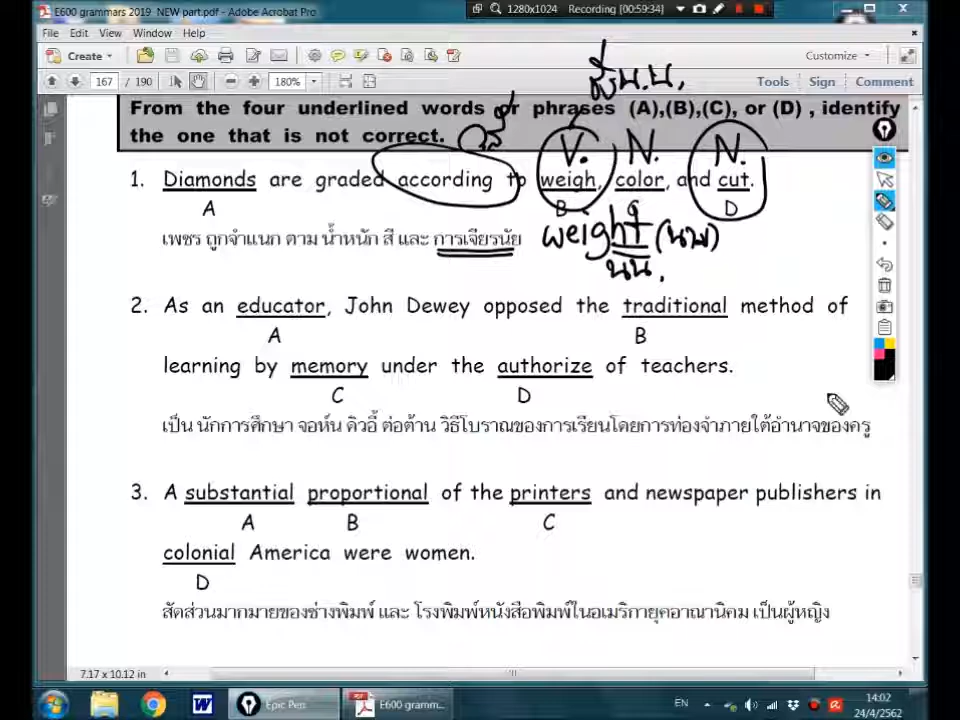 E600 grammars 2019 NEW part.pdf - Adobe Acrobat Pro
1280x1024 Recording [00:59:34]
File Edit View Window Help
Create Customize
167 / 190 180% Tools Sign Comment
From the four underlined words or phrases (A),(B),(C), or (D) , identify
the one that is not correct.
V. N. N.
1. Diamonds are graded according to weigh, color, and cut.
A B C D
เพชร ถูกจำแนก ตาม น้ำหนัก สี และ การเจียรนัย
weight (นน)
นน.
2. As an educator, John Dewey opposed the traditional method of
A B
learning by memory under the authorize of teachers.
C D
เป็น นักการศึกษา จอห์น ดิวอี้ ต่อต้าน วิธีโบราณของการเรียนโดยการท่องจำภายใต้อำนาจของครู
3. A substantial proportional of the printers and newspaper publishers in
A B C
colonial America were women.
D
สัดส่วนมากมายของช่างพิมพ์ และ โรงพิมพ์หนังสือพิมพ์ในอเมริกายุคอาณานิคม เป็นผู้หญิง
7.17 x 10.12 in
Epic Pen E600 gramm... EN 14:02
24/4/2562